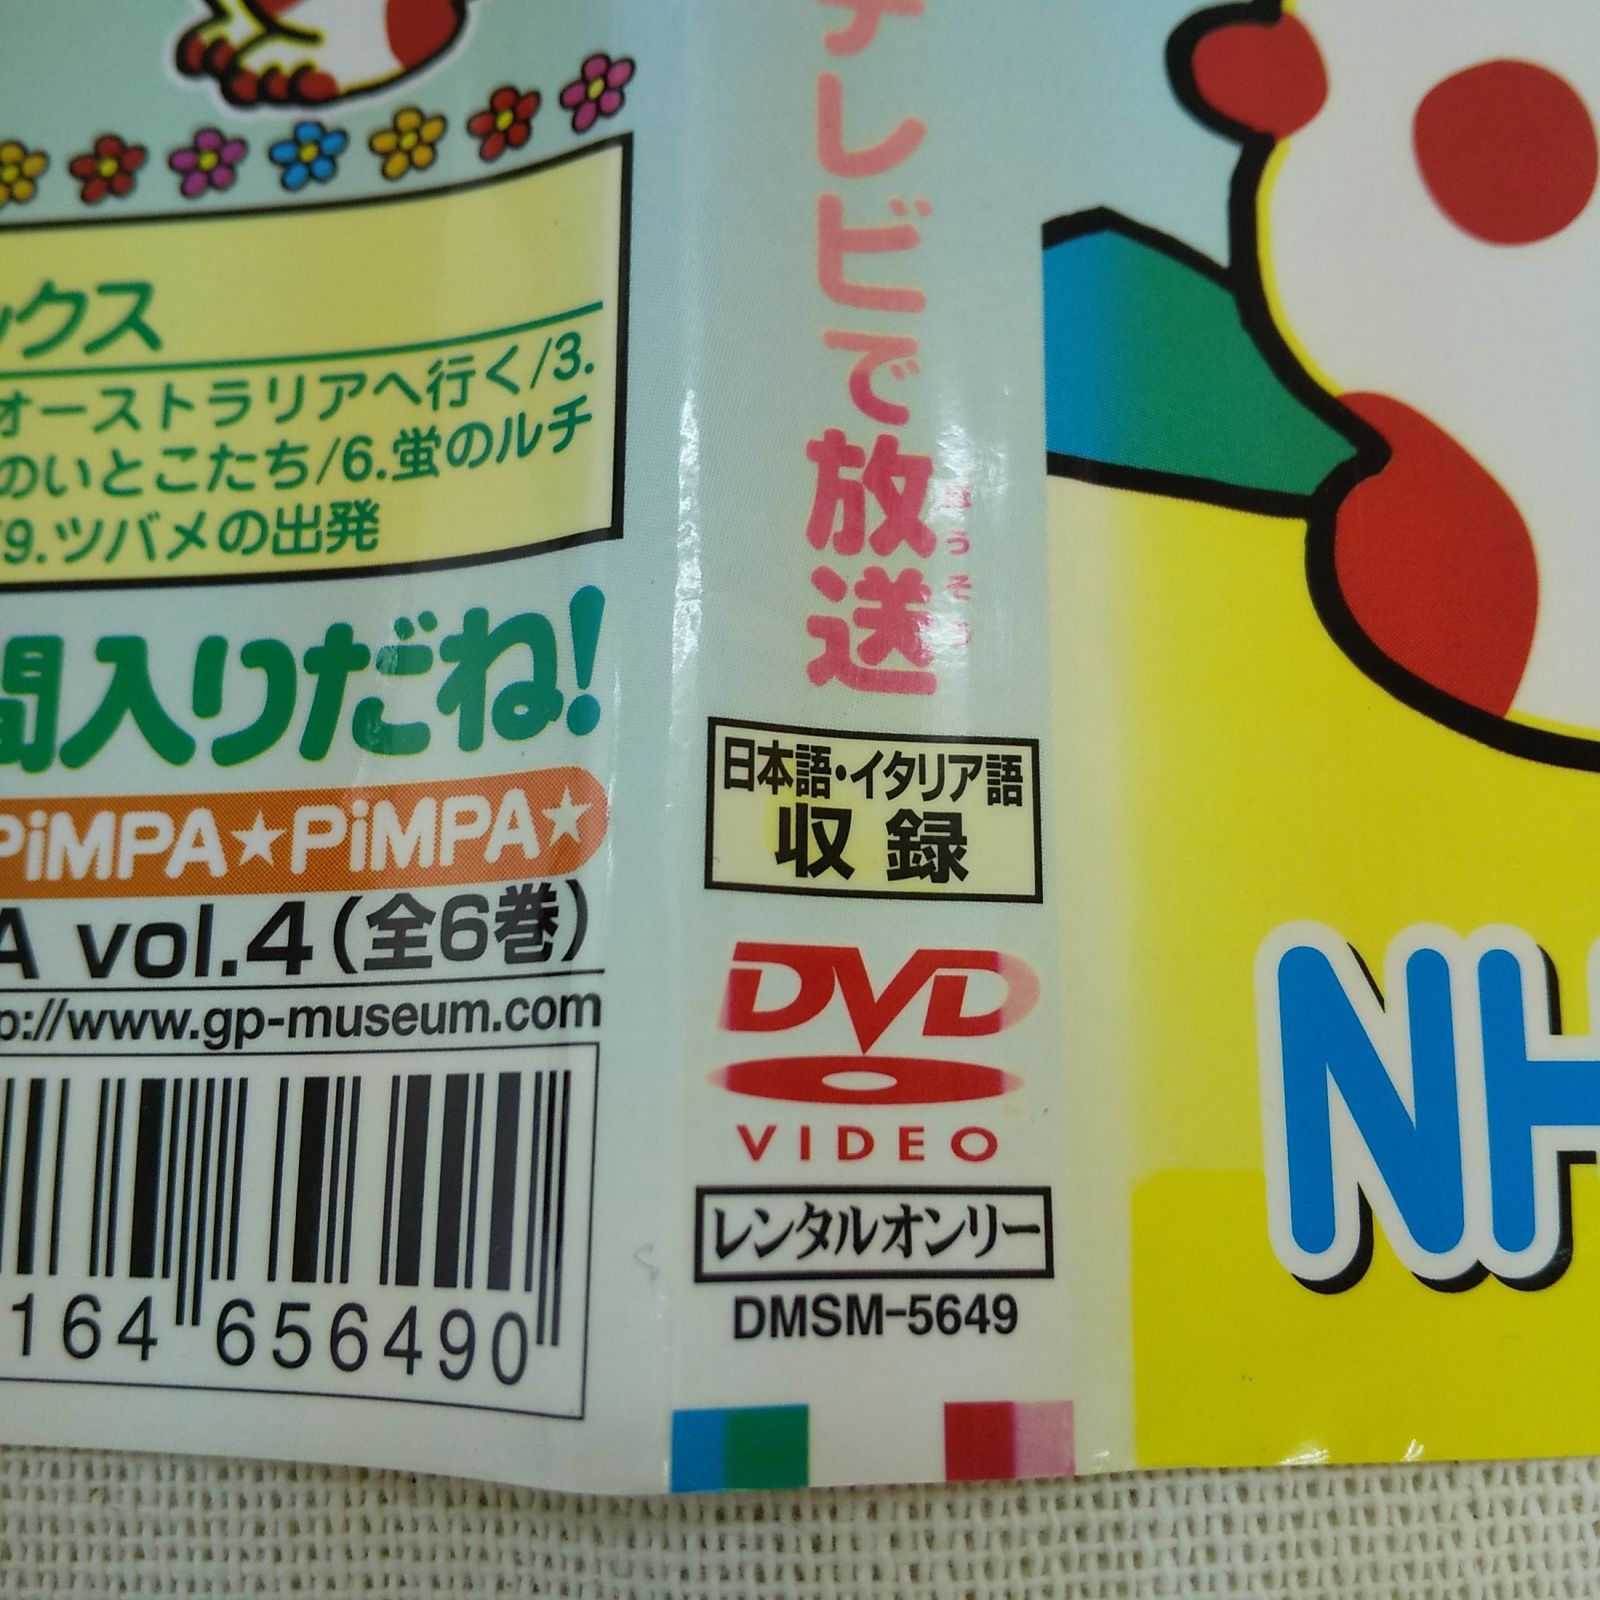 ックス
オーストラリアへ行く/3.
のいとこたち/6.蛍のルチ
/9.ツバメの出発
間入りだね!
PiMPA★PiMPA★
A vol.4(全6巻)
p://www.gp-museum.com
164 656490
テレビで放送
ほうそう
日本語・イタリア語
収録
DVD
VIDEO
レンタルオンリー
DMSM-5649
NH